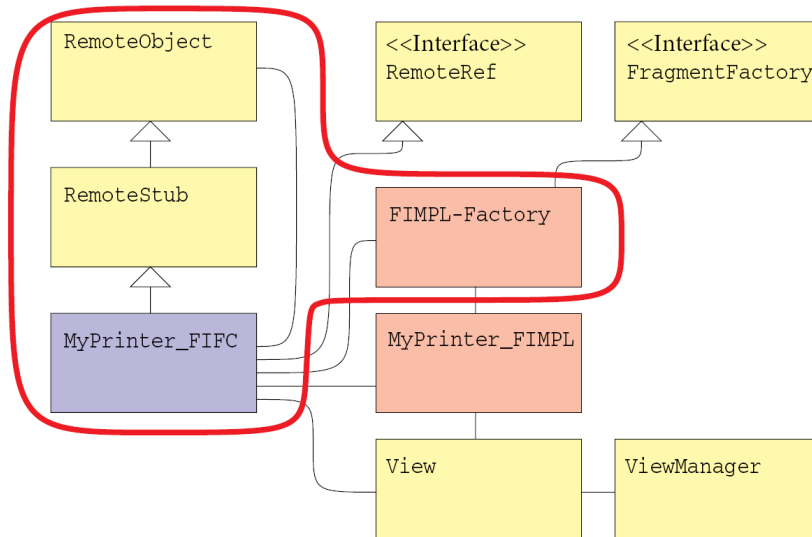 RemoteObject
<<Interface>>
RemoteRef
<<Interface>>
FragmentFactory
RemoteStub
FIMPL-Factory
MyPrinter_FIFC
MyPrinter_FIMPL
View
ViewManager